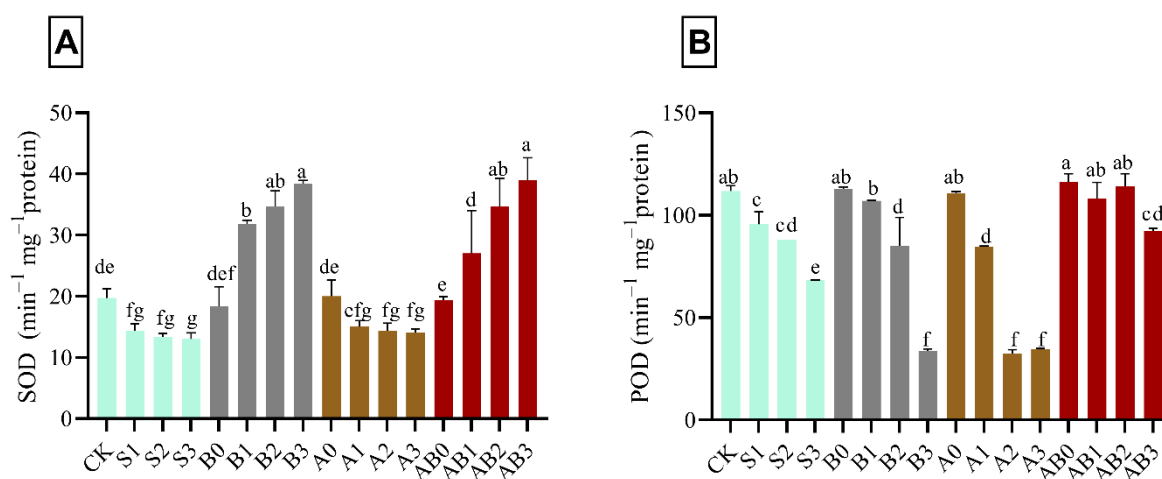 A
SOD (min−1 mg−1protein)
50
40
30
20
10
0
de
fg
fg
g
def
b
ab
a
de
cfg
fg
fg
e
d
ab
a
CK S1 S2 S3 B0 B1 B2 B3 A0 A1 A2 A3 AB0 AB1 AB2 AB3
B
POD (min−1 mg−1protein)
150
100
50
0
ab
c
cd
e
ab
b
d
f
ab
d
f
f
a
ab
ab
cd
CK S1 S2 S3 B0 B1 B2 B3 A0 A1 A2 A3 AB0 AB1 AB2 AB3